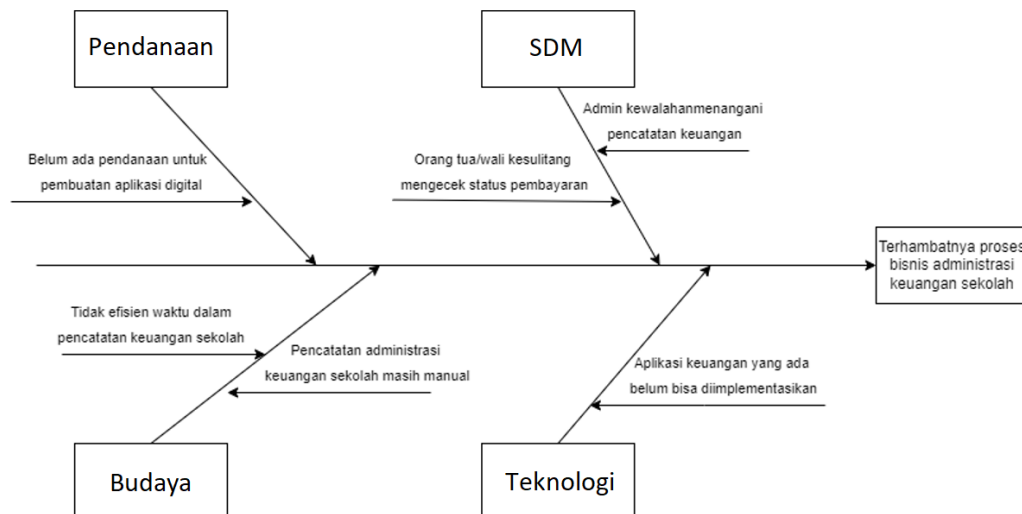 Pendanaan
SDM
Admin kewalahanmenangani
pencatatan keuangan
Belum ada pendanaan untuk
pembuatan aplikasi digital
Orang tua/wali kesulitang
mengecek status pembayaran
Terhambatnya proses
bisnis administrasi
keuangan sekolah
Tidak efisien waktu dalam
pencatatan keuangan sekolah
Pencatatan administrasi
keuangan sekolah masih manual
Aplikasi keuangan yang ada
belum bisa diimplementasikan
Budaya
Teknologi